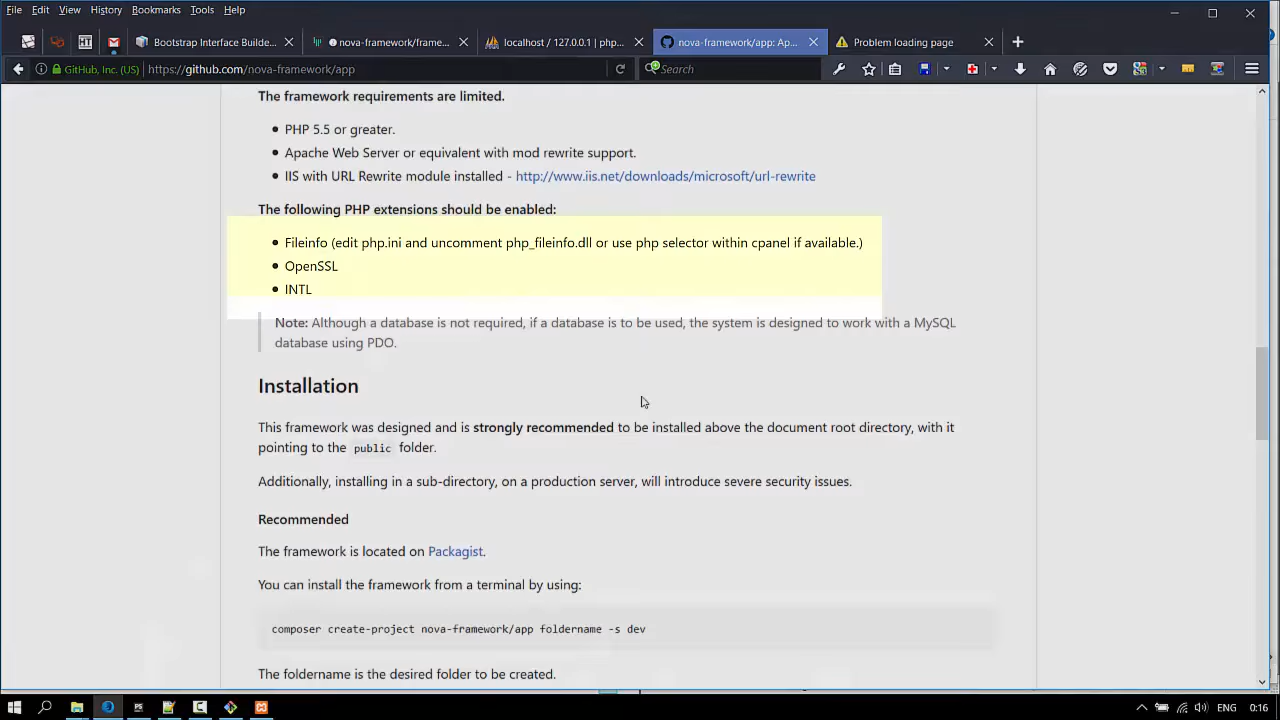 File Edit View History Bookmarks Tools Help
Bootstrap Interface Builde...
nova-framework/frame...
localhost / 127.0.0.1 | php...
nova-framework/app: Ap...
Problem loading page
GitHub, Inc. (US) https://github.com/nova-framework/app
Search
The framework requirements are limited.
PHP 5.5 or greater.
Apache Web Server or equivalent with mod rewrite support.
IIS with URL Rewrite module installed - http://www.iis.net/downloads/microsoft/url-rewrite
The following PHP extensions should be enabled:
Fileinfo (edit php.ini and uncomment php_fileinfo.dll or use php selector within cpanel if available.)
OpenSSL
INTL
Note: Although a database is not required, if a database is to be used, the system is designed to work with a MySQL
database using PDO.
Installation
This framework was designed and is strongly recommended to be installed above the document root directory, with it
pointing to the public folder.
Additionally, installing in a sub-directory, on a production server, will introduce severe security issues.
Recommended
The framework is located on Packagist.
You can install the framework from a terminal by using:
composer create-project nova-framework/app foldername -s dev
The foldername is the desired folder to be created.
ENG 0:16